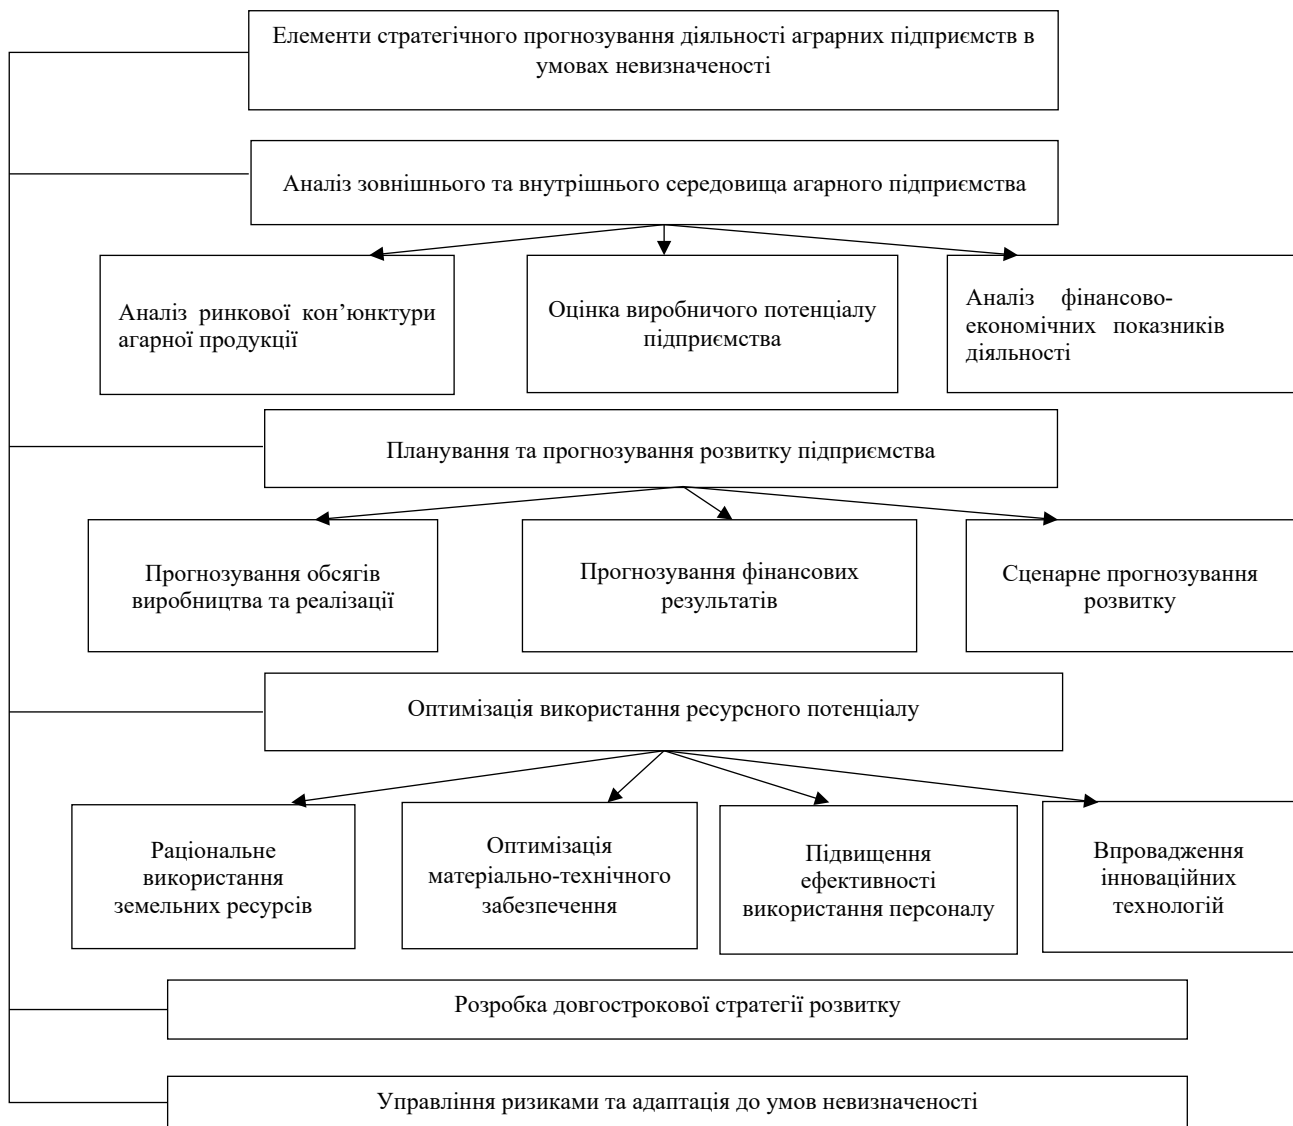 Елементи стратегічного прогнозування діяльності аграрних підприємств в
умовах невизначеності
Аналіз зовнішнього та внутрішнього середовища агарного підприємства
Аналіз ринкової кон’юнктури
агарної продукції
Оцінка виробничого потенціалу
підприємства
Аналіз фінансово-
економічних показників
діяльності
Планування та прогнозування розвитку підприємства
Прогнозування обсягів
виробництва та реалізації
Прогнозування фінансових
результатів
Сценарне прогнозування
розвитку
Оптимізація використання ресурсного потенціалу
Раціональне
використання
земельних ресурсів
Оптимізація
матеріально-технічного
забезпечення
Підвищення
ефективності
використання персоналу
Впровадження
інноваційних
технологій
Розробка довгострокової стратегії розвитку
Управління ризиками та адаптація до умов невизначеності